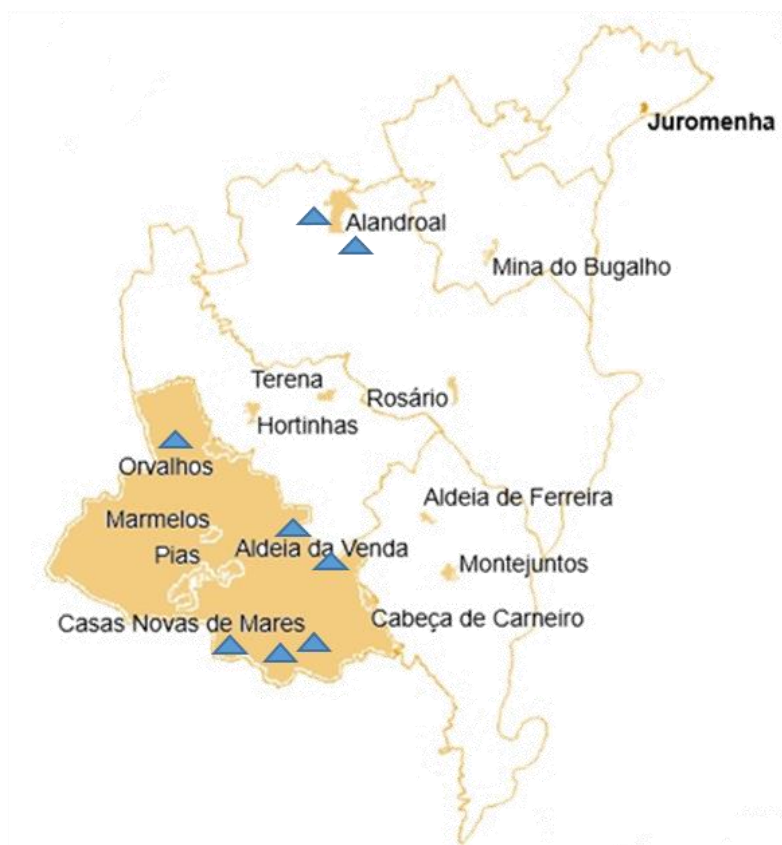 Juromenha
Alandroal
Mina do Bugalho
Terena
Rosário
Hortinhas
Orvalhos
Aldeia de Ferreira
Marmelos
Aldeia da Venda
Pias
Montejuntos
Casas Novas de Mares
Cabeça de Carneiro